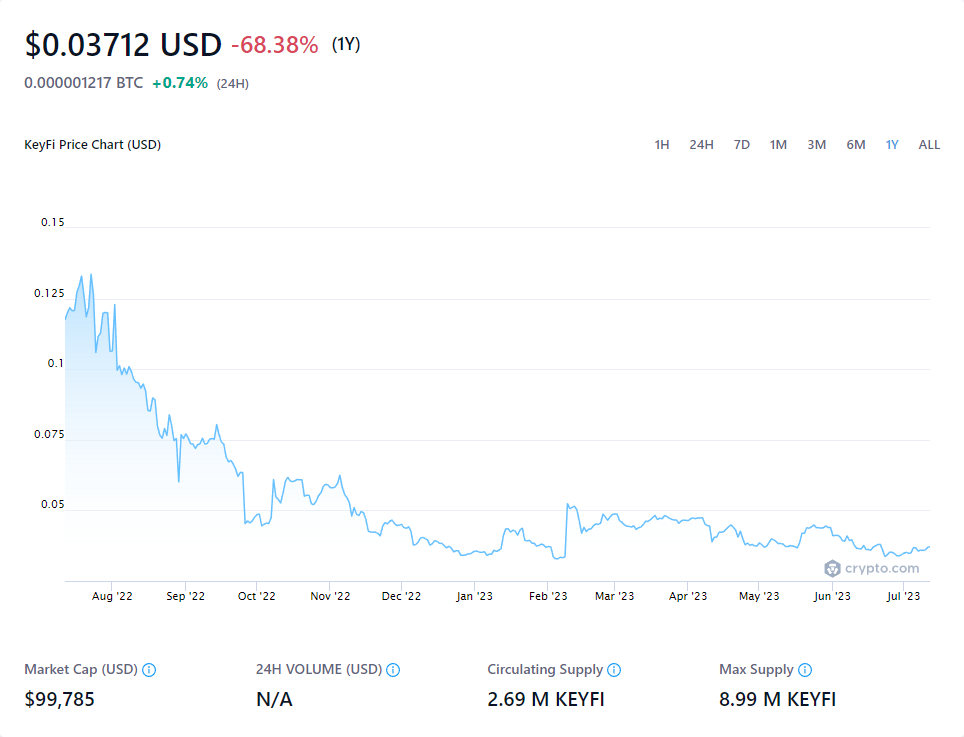 $0.03712 USD -68.38% (1Y)
0.000001217 BTC +0.74% (24H)
KeyFi Price Chart (USD) 1H 24H 7D 1M 3M 6M 1Y ALL
0.15
0.125
0.1
0.075
0.05
crypto.com
Aug '22 Sep '22 Oct '22 Nov '22 Dec '22 Jan '23 Feb '23 Mar '23 Apr '23 May '23 Jun '23 Jul '23
Market Cap (USD) 24H VOLUME (USD) Circulating Supply Max Supply
$99,785 N/A 2.69 M KEYFI 8.99 M KEYFI